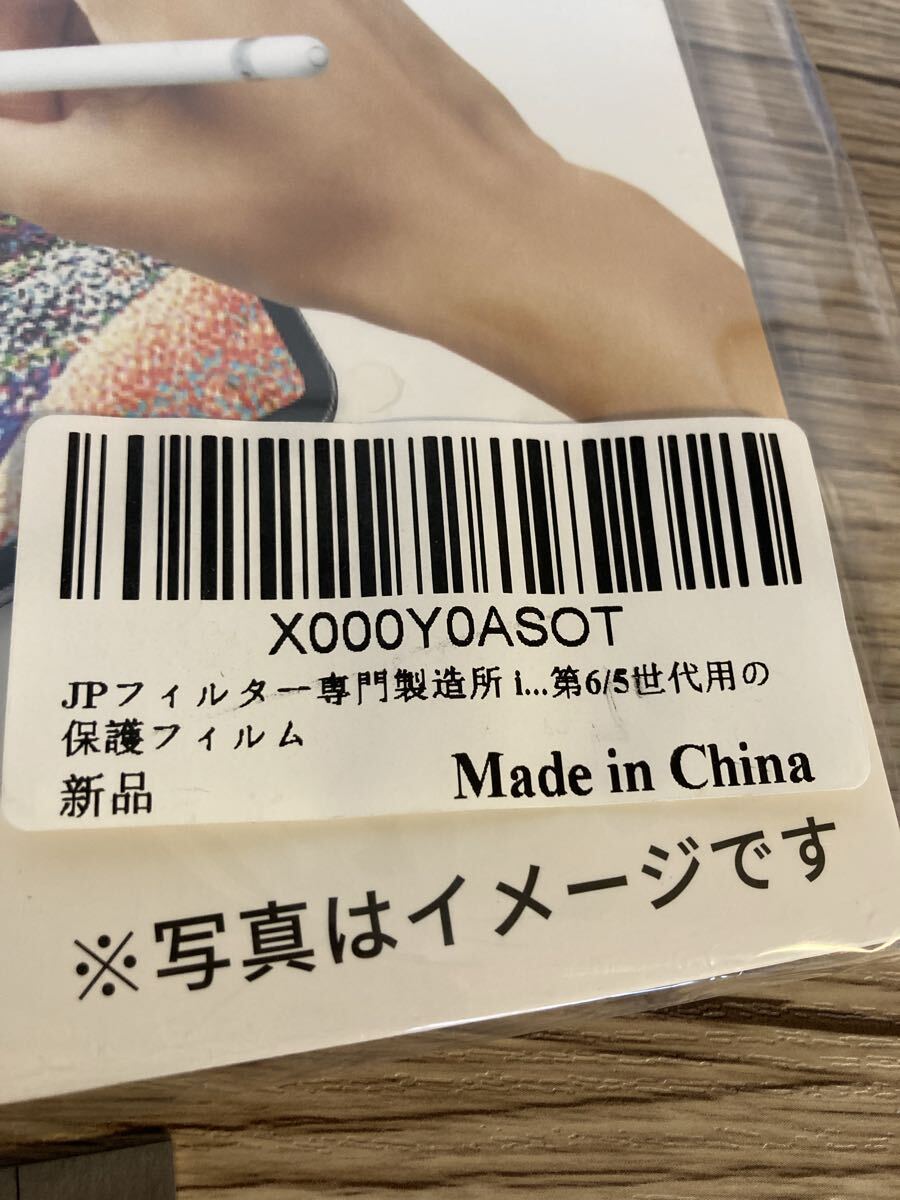 X000Y0ASOT
JPフィルター専門製造所 i...第6/5世代用の
保護フィルム
新品
Made in China
※写真はイメージです